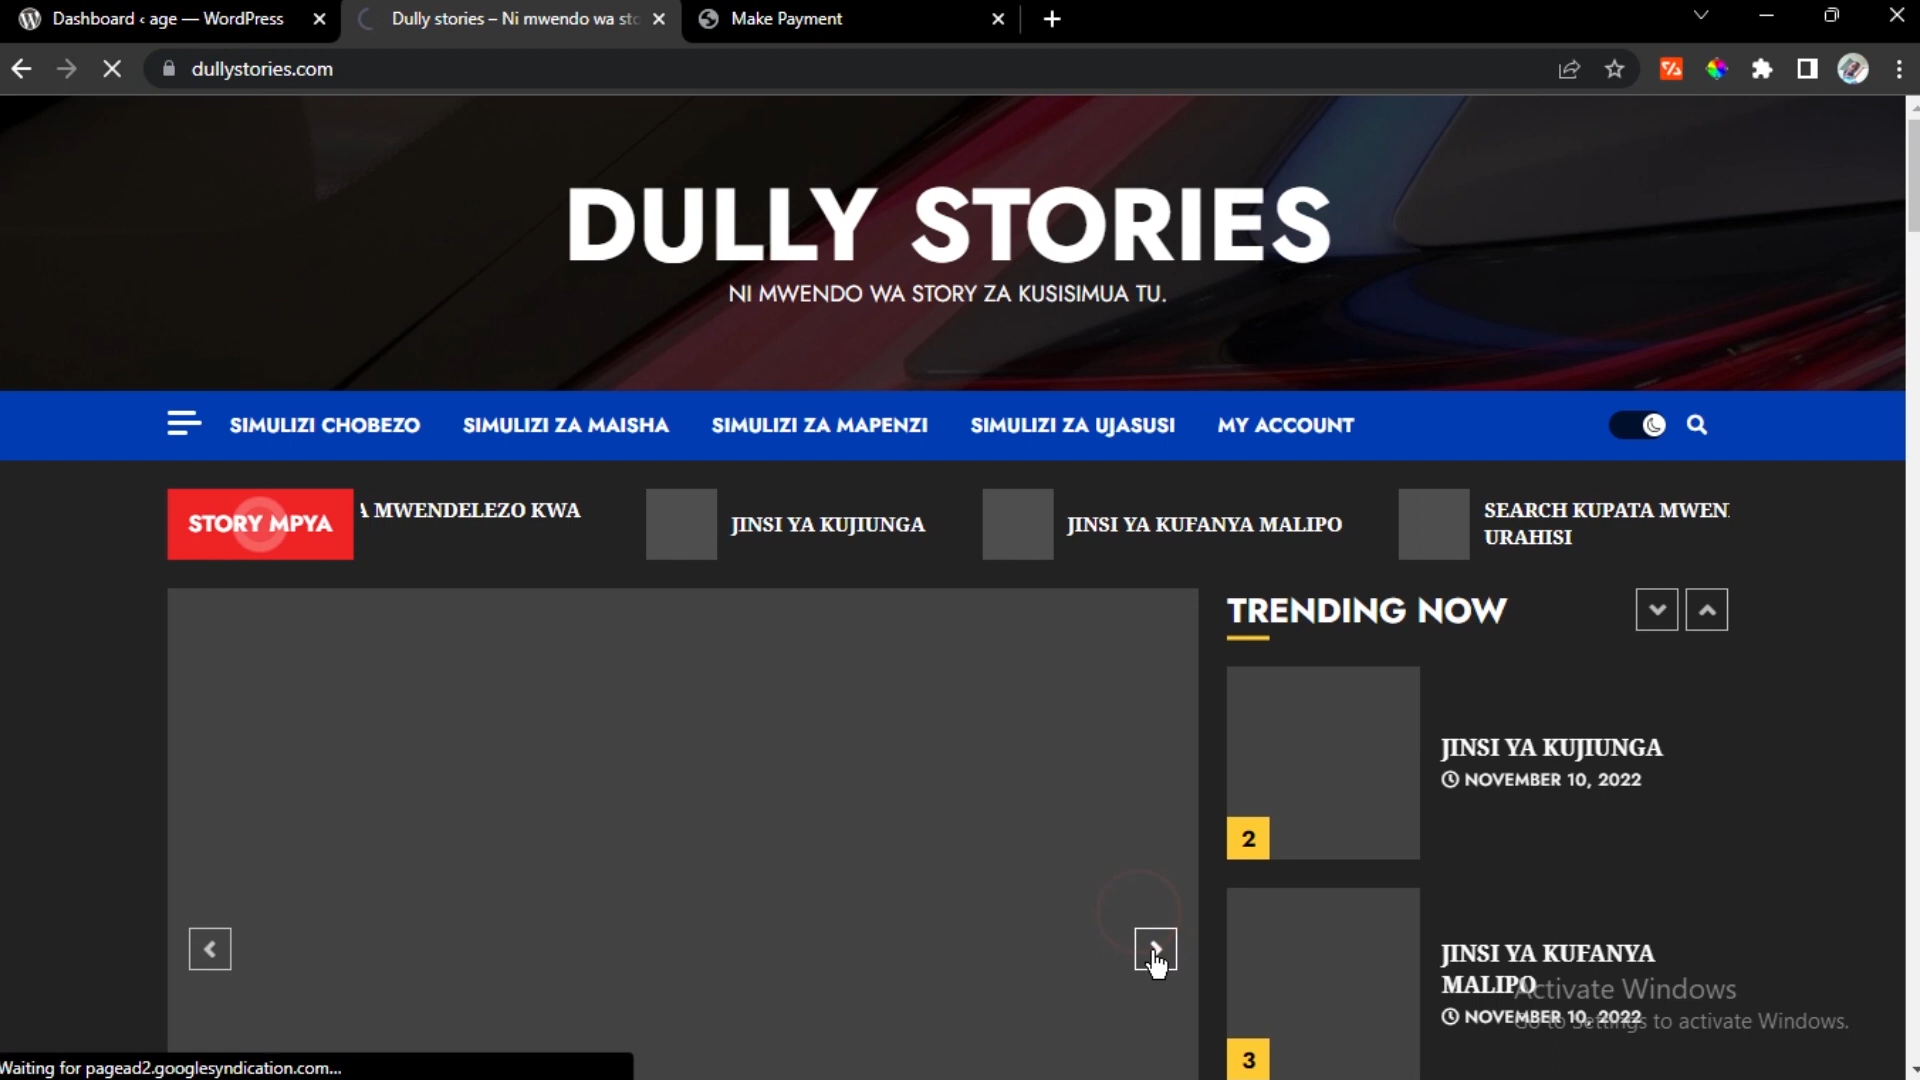 Dashboard ‹ age — WordPress
Dully stories – Ni mwendo wa sto
Make Payment
dullystories.com
DULLY STORIES
NI MWENDO WA STORY ZA KUSISIMUA TU.
SIMULIZI CHOBEZO
SIMULIZI ZA MAISHA
SIMULIZI ZA MAPENZI
SIMULIZI ZA UJASUSI
MY ACCOUNT
STORY MPYA
A MWENDELEZO KWA
JINSI YA KUJIUNGA
JINSI YA KUFANYA MALIPO
SEARCH KUPATA MWEN
URAHISI
TRENDING NOW
JINSI YA KUJIUNGA
NOVEMBER 10, 2022
2
JINSI YA KUFANYA
MALIPO
NOVEMBER 10, 2022
3
Activate Windows
Go to Settings to activate Windows.
Waiting for pagead2.googlesyndication.com...